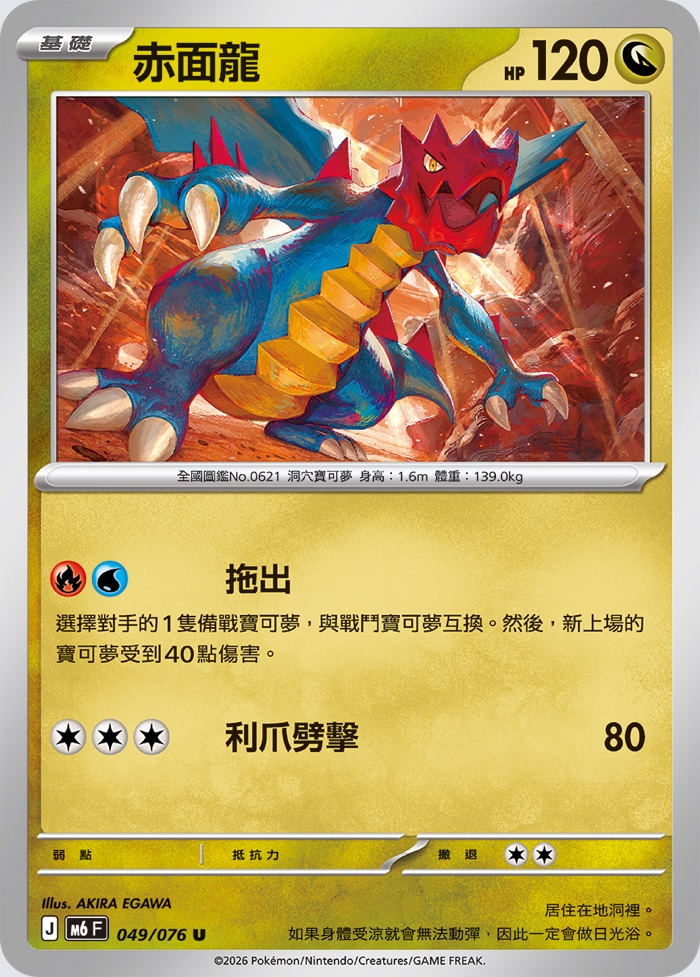 基礎
赤面龍
HP 120
全國圖鑑No.0621 洞穴寶可夢 身高：1.6m 體重：139.0kg
拖出
選擇對手的1隻備戰寶可夢，與戰鬥寶可夢互換。然後，新上場的
寶可夢受到40點傷害。
利爪劈擊 80
弱點 抵抗力 撤退
Illus. AKIRA EGAWA
居住在地洞裡。
J M6 F 049/076 U
如果身體受涼就會無法動彈，因此一定會做日光浴。
©2026 Pokémon/Nintendo/Creatures/GAME FREAK.